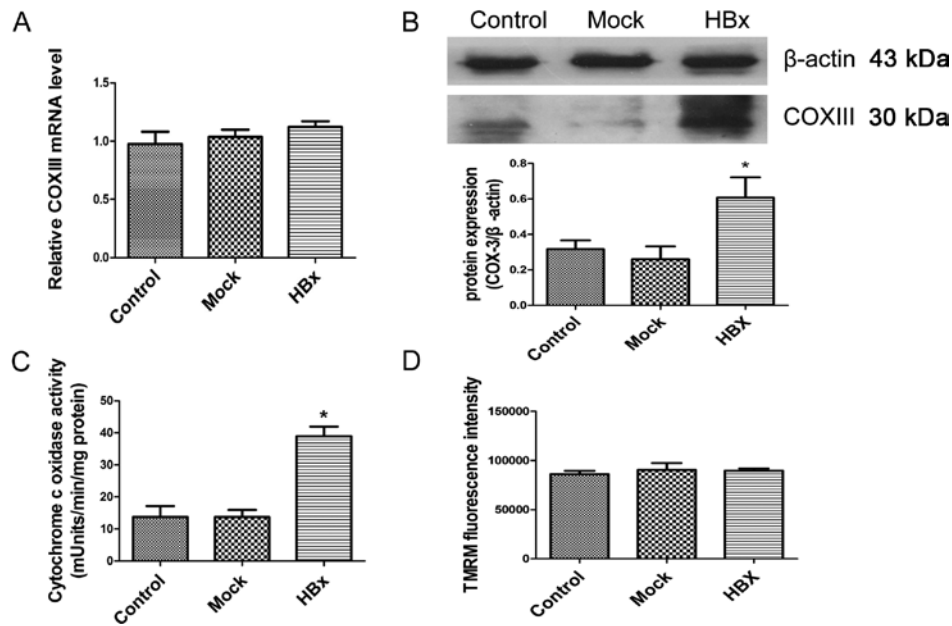 A
Relative COXIII mRNA level
1.5
1.0
0.5
0.0
Control
Mock
HBx
B
Control Mock HBx
β-actin 43 kDa
COXIII 30 kDa
protein expression
(COX-3/β -actin)
0.8
0.6
0.4
0.2
0.0
*
Control
Mock
HBX
C
Cytochrome c oxidase activity
(mUnits/min/mg protein)
50
40
30
20
10
0
*
Control
Mock
HBx
D
TMRM fluorescence intensity
150000
100000
50000
0
Control
Mock
HBX